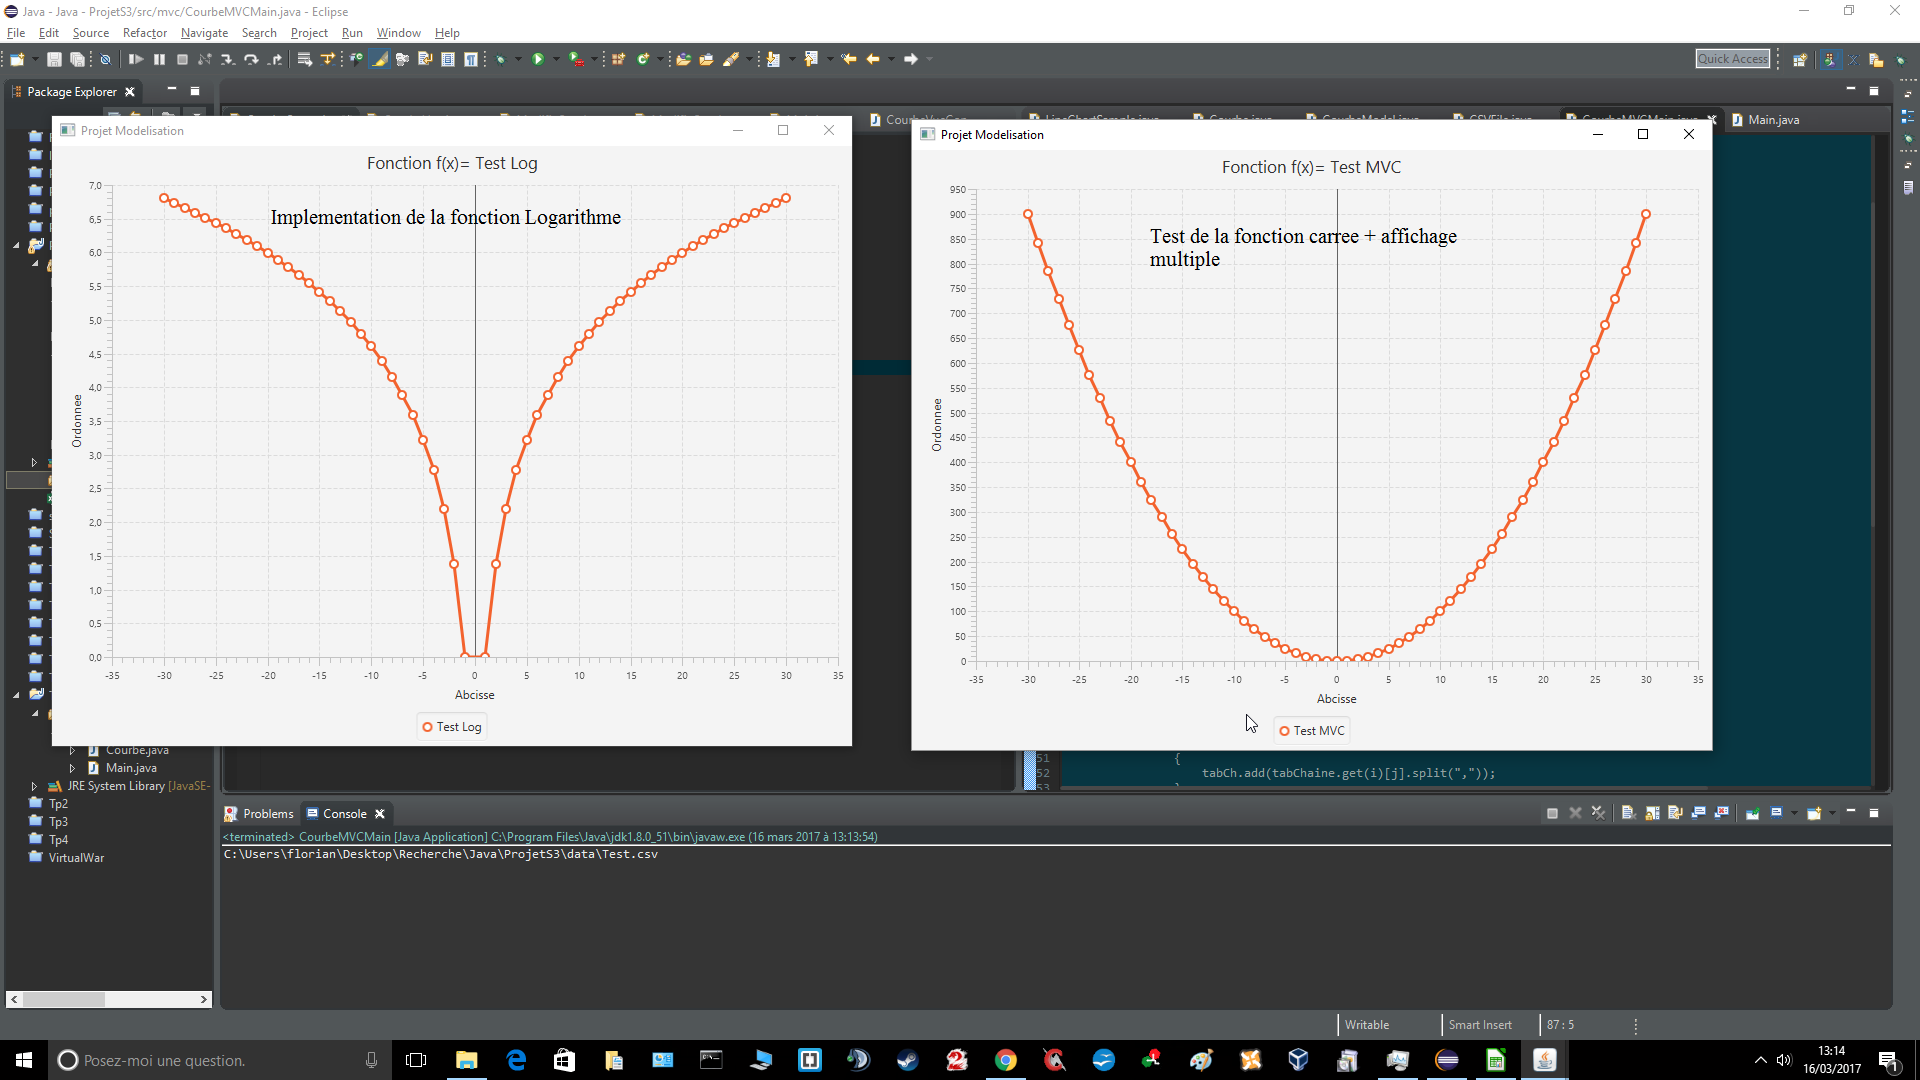 Java - Java - ProjetS3/src/mvc/CourbeMVCMain.java - Eclipse
File Edit Source Refactor Navigate Search Project Run Window Help
Quick Access
Package Explorer
Main.java
Projet Modelisation
Fonction f(x)= Test Log
Implementation de la fonction Logarithme
7,0
6,5
6,0
5,5
5,0
4,5
4,0
3,5
3,0
2,5
2,0
1,5
1,0
0,5
0,0
Ordonnee
-35 -30 -25 -20 -15 -10 -5 0 5 10 15 20 25 30 35
Abcisse
Test Log
Projet Modelisation
Fonction f(x)= Test MVC
Test de la fonction carree + affichage
multiple
950
900
850
800
750
700
650
600
550
500
450
400
350
300
250
200
150
100
50
0
Ordonnee
-35 -30 -25 -20 -15 -10 -5 0 5 10 15 20 25 30 35
Abcisse
Test MVC
51 {
52 tabCh.add(tabChaine.get(i)[j].split(","));
53
Courbe.java
Main.java
JRE System Library [JavaSE-
Tp2
Tp3
Tp4
VirtualWar
Problems Console
<terminated> CourbeMVCMain [Java Application] C:\Program Files\Java\jdk1.8.0_51\bin\javaw.exe (16 mars 2017 à 13:13:54)
C:\Users\florian\Desktop\Recherche\Java\ProjetS3\data\Test.csv
Writable Smart Insert 87 : 5
Posez-moi une question.
13:14
16/03/2017
1